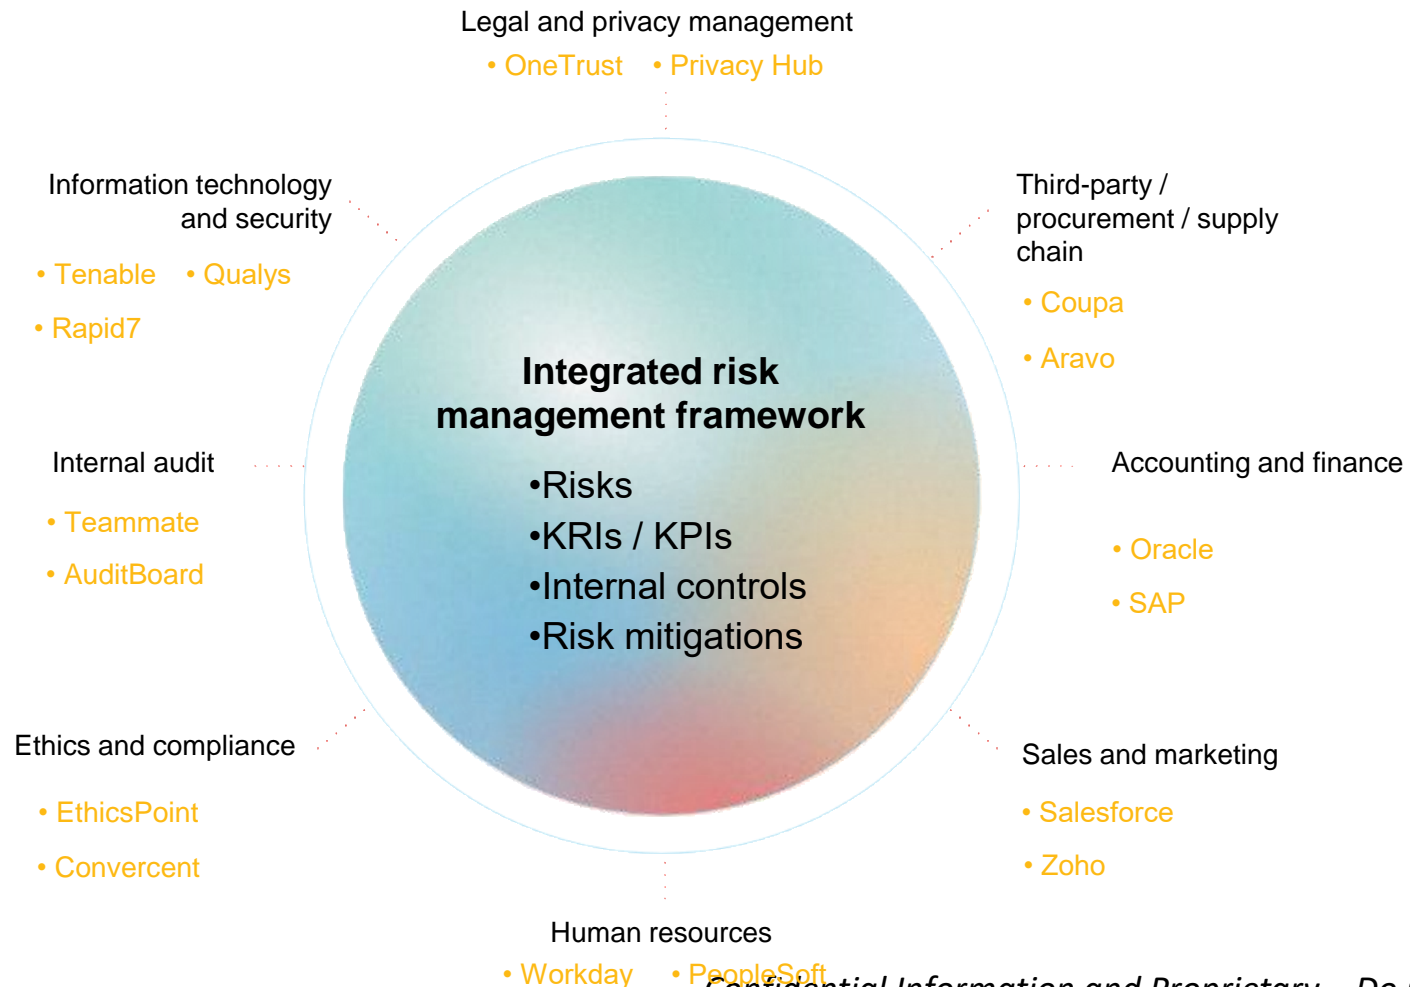 Legal and privacy management
• OneTrust • Privacy Hub
Information technology
and security
• Tenable • Qualys
• Rapid7
Third-party /
procurement / supply
chain
• Coupa
• Aravo
Integrated risk
management framework
•Risks
•KRIs / KPIs
•Internal controls
•Risk mitigations
Internal audit
• Teammate
• AuditBoard
Accounting and finance
• Oracle
• SAP
Ethics and compliance
• EthicsPoint
• Convercent
Sales and marketing
• Salesforce
• Zoho
Human resources
• Workday • PeopleSoft
Confidential Information and Proprietary – Do